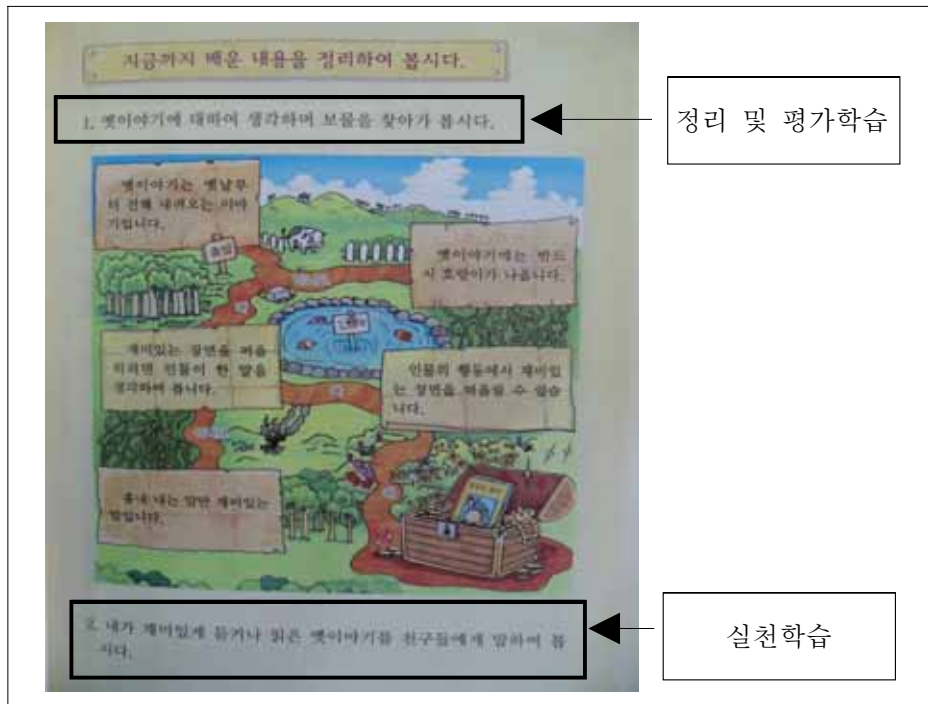 지금까지 배운 내용을 정리하여 봅시다.
1. 옛이야기에 대하여 생각하며 보물을 찾아가 봅시다.
정리 및 평가학습
옛이야기는 옛날부
터 전해 내려오는 이야
기입니다.
출발
옛이야기에는 반드
시 호랑이가 나옵니다.
재미있는 장면을 떠올
리려면 인물이 한 말을
생각하여 봅니다.
인물의 행동에서 재미있
는 장면을 떠올릴 수 있습
니다.
흉내 내는 말만 재미있는
말입니다.
2. 내가 재미있게 듣거나 읽은 옛이야기를 친구들에게 말하여 봅
시다.
실천학습